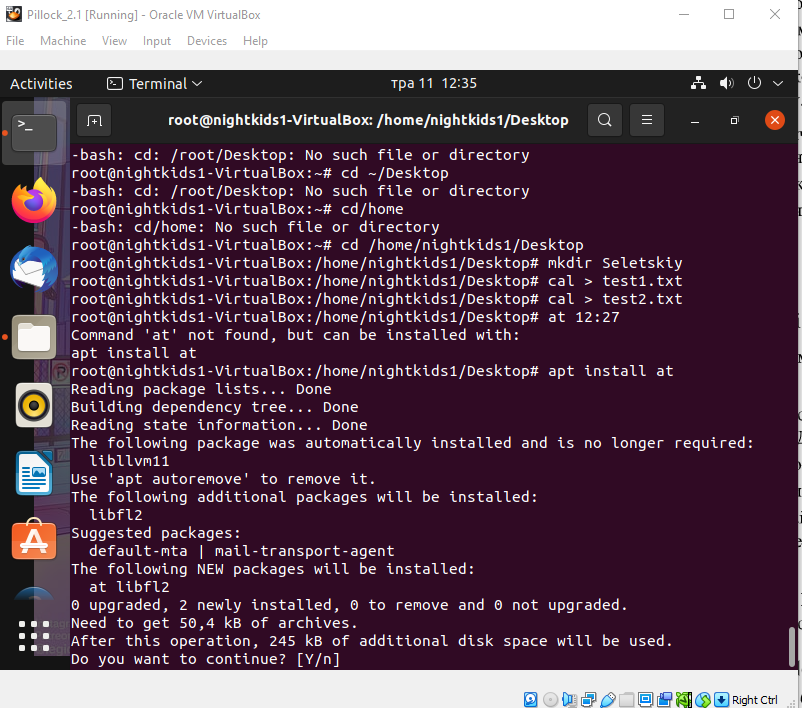 Pillock_2.1 [Running] - Oracle VM VirtualBox
File Machine View Input Devices Help
Activities Terminal тра 11 12:35
root@nightkids1-VirtualBox: /home/nightkids1/Desktop
-bash: cd: /root/Desktop: No such file or directory
root@nightkids1-VirtualBox:~# cd ~/Desktop
-bash: cd: /root/Desktop: No such file or directory
root@nightkids1-VirtualBox:~# cd/home
-bash: cd/home: No such file or directory
root@nightkids1-VirtualBox:~# cd /home/nightkids1/Desktop
root@nightkids1-VirtualBox:/home/nightkids1/Desktop# mkdir Seletskiy
root@nightkids1-VirtualBox:/home/nightkids1/Desktop# cal > test1.txt
root@nightkids1-VirtualBox:/home/nightkids1/Desktop# cal > test2.txt
root@nightkids1-VirtualBox:/home/nightkids1/Desktop# at 12:27
Command 'at' not found, but can be installed with:
apt install at
root@nightkids1-VirtualBox:/home/nightkids1/Desktop# apt install at
Reading package lists... Done
Building dependency tree... Done
Reading state information... Done
The following package was automatically installed and is no longer required:
  libllvm11
Use 'apt autoremove' to remove it.
The following additional packages will be installed:
  libfl2
Suggested packages:
  default-mta | mail-transport-agent
The following NEW packages will be installed:
  at libfl2
0 upgraded, 2 newly installed, 0 to remove and 0 not upgraded.
Need to get 50,4 kB of archives.
After this operation, 245 kB of additional disk space will be used.
Do you want to continue? [Y/n]
Right Ctrl